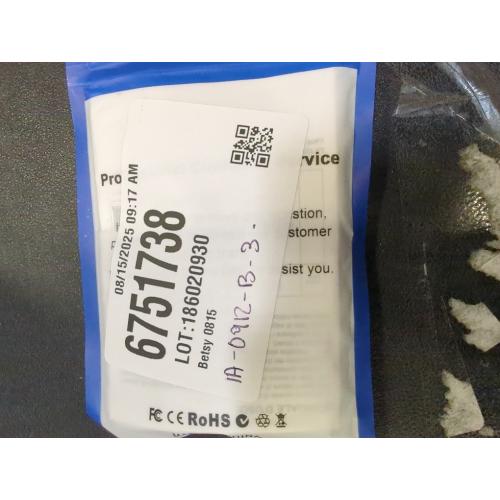 08/15/2025 09:17 AM
6751738
LOT:186020930
Betsy 0815
1A-0912-B-3-
Pro
rvice
stion,
stomer
sist you.
FC CE RoHS